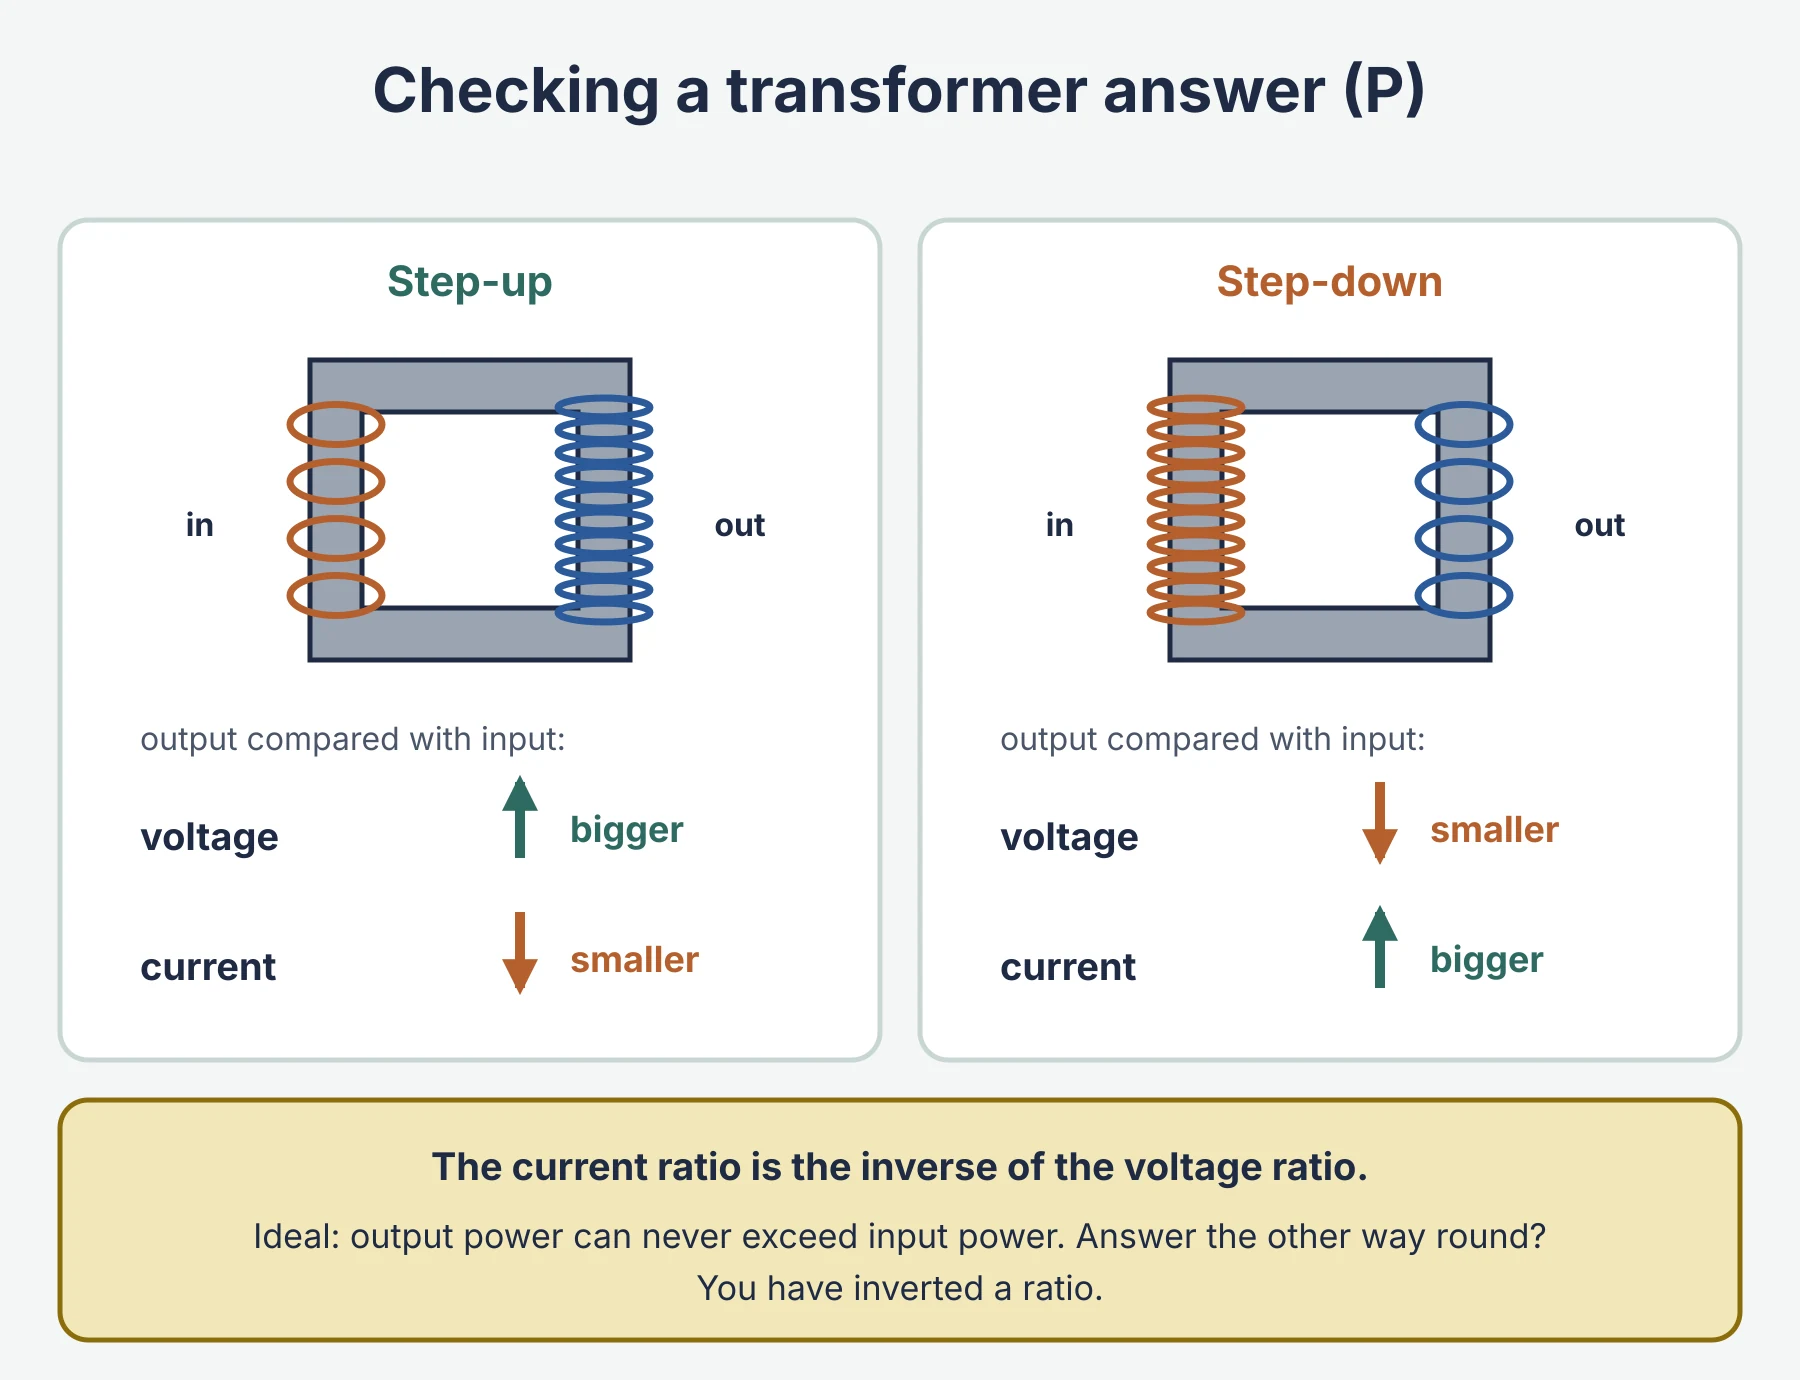 Checking a transformer answer (P)
Step-up
in
out
output compared with input:
voltage
bigger
current
smaller
Step-down
in
out
output compared with input:
voltage
smaller
current
bigger
The current ratio is the inverse of the voltage ratio.
Ideal: output power can never exceed input power. Answer the other way round?
You have inverted a ratio.